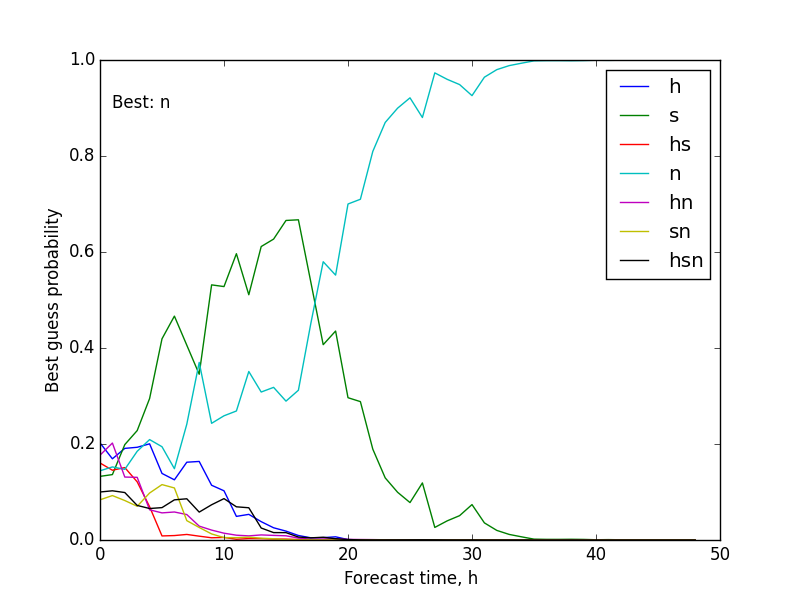 1.0
Best: n
h
s
hs
n
hn
sn
hsn
0.8
0.6
0.4
0.2
0.0
Best guess probability
0 10 20 30 40 50
Forecast time, h